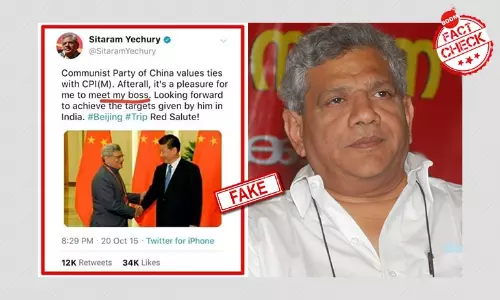 Sitaram Yechury
@SitaramYechury
Communist Party of China values ties
with CPI(M). Afterall, it's a pleasure for
me to meet my boss. Looking forward
to achieve the targets given by him in
India. #Beijing #Trip Red Salute!
8:29 PM · 20 Oct 15 · Twitter for iPhone
12K Retweets 34K Likes
FAKE
BOOM
FACT
CHECK